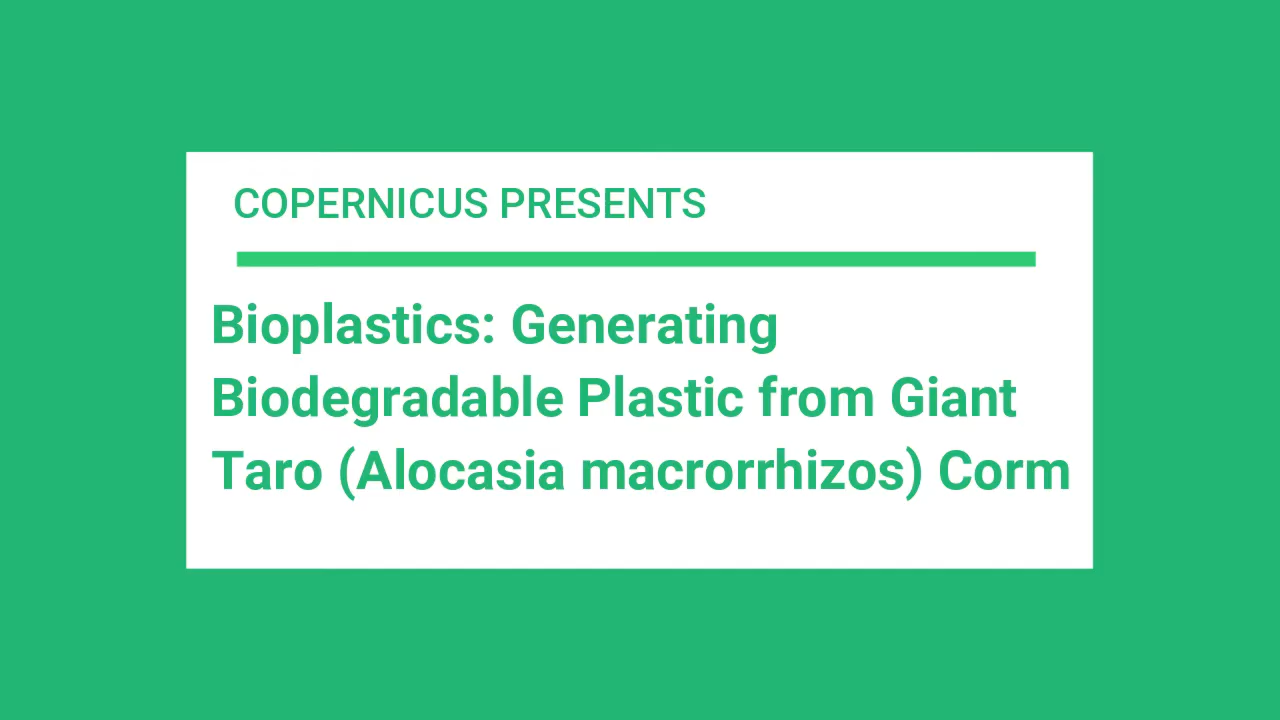 COPERNICUS PRESENTS
Bioplastics: Generating
Biodegradable Plastic from Giant
Taro (Alocasia macrorrhizos) Corm